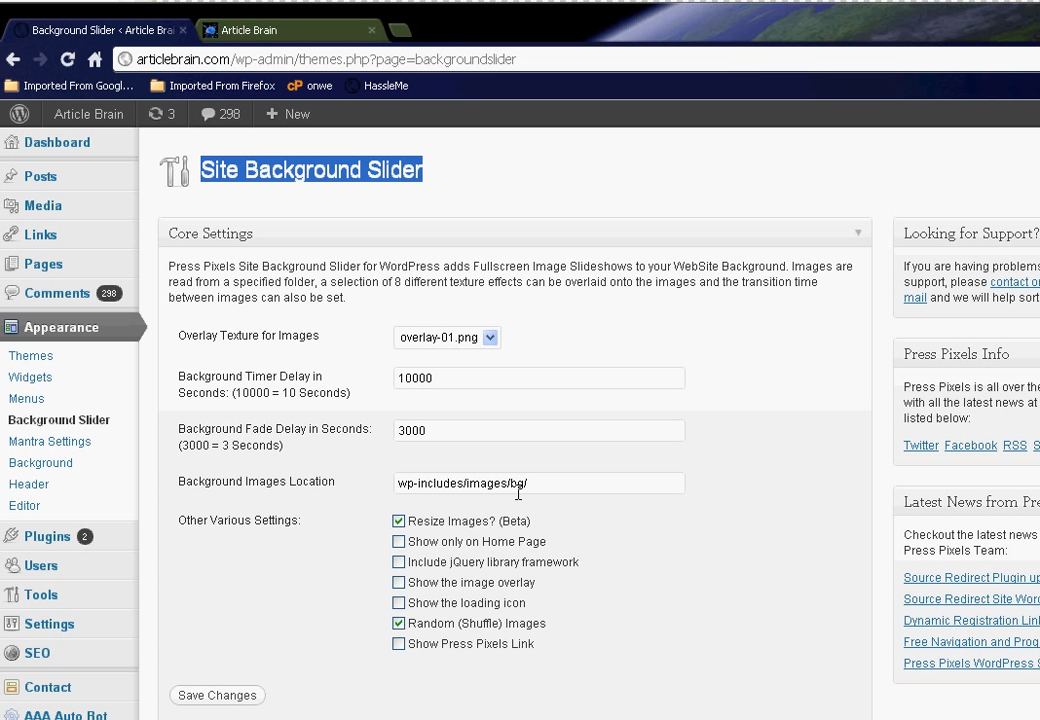 Background Slider < Article Brai
Article Brain
articlebrain.com/wp-admin/themes.php?page=backgroundslider
Imported From Googl...
Imported From Firefox
cP onwe
HassleMe
Article Brain
3
298
New
Dashboard
Posts
Media
Links
Pages
Comments 298
Appearance
Themes
Widgets
Menus
Background Slider
Mantra Settings
Background
Header
Editor
Plugins 2
Users
Tools
Settings
SEO
Contact
AAA Auto Bot
Site Background Slider
Core Settings
Press Pixels Site Background Slider for WordPress adds Fullscreen Image Slideshows to your WebSite Background. Images are
read from a specified folder, a selection of 8 different texture effects can be overlaid onto the images and the transition time
between images can also be set.
Overlay Texture for Images
overlay-01.png
Background Timer Delay in
Seconds: (10000 = 10 Seconds)
10000
Background Fade Delay in Seconds:
(3000 = 3 Seconds)
3000
Background Images Location
wp-includes/images/bg/
Other Various Settings:
Resize Images? (Beta)
Show only on Home Page
Include jQuery library framework
Show the image overlay
Show the loading icon
Random (Shuffle) Images
Show Press Pixels Link
Save Changes
Looking for Support?
If you are having problems
support, please contact or
mail and we will help sort
Press Pixels Info
Press Pixels is all over the
with all the latest news at
listed below:
Twitter Facebook RSS S
Latest News from Pre
Checkout the latest news
Press Pixels Team:
Source Redirect Plugin up
Source Redirect Site Wor
Dynamic Registration Lin
Free Navigation and Prog
Press Pixels WordPress S